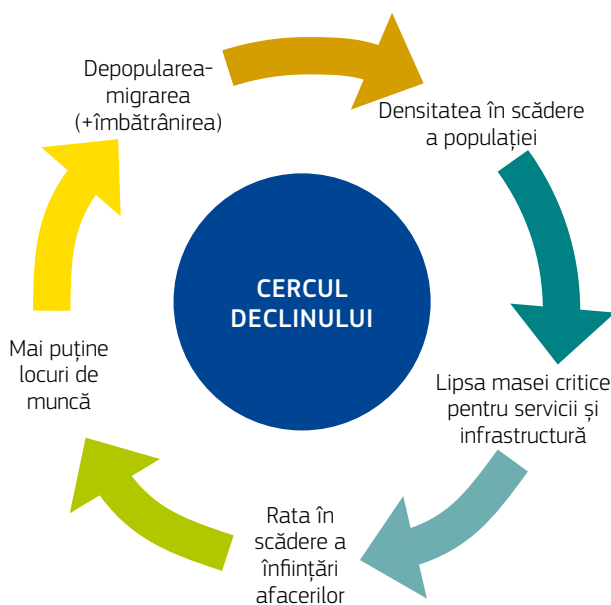 Depopularea-
migrarea
(+îmbătrânirea)
Densitatea în scădere
a populației
CERCUL
DECLINULUI
Mai puține
locuri de
muncă
Lipsa masei critice
pentru servicii și
infrastructură
Rata în
scădere a
înființări
afacerilor